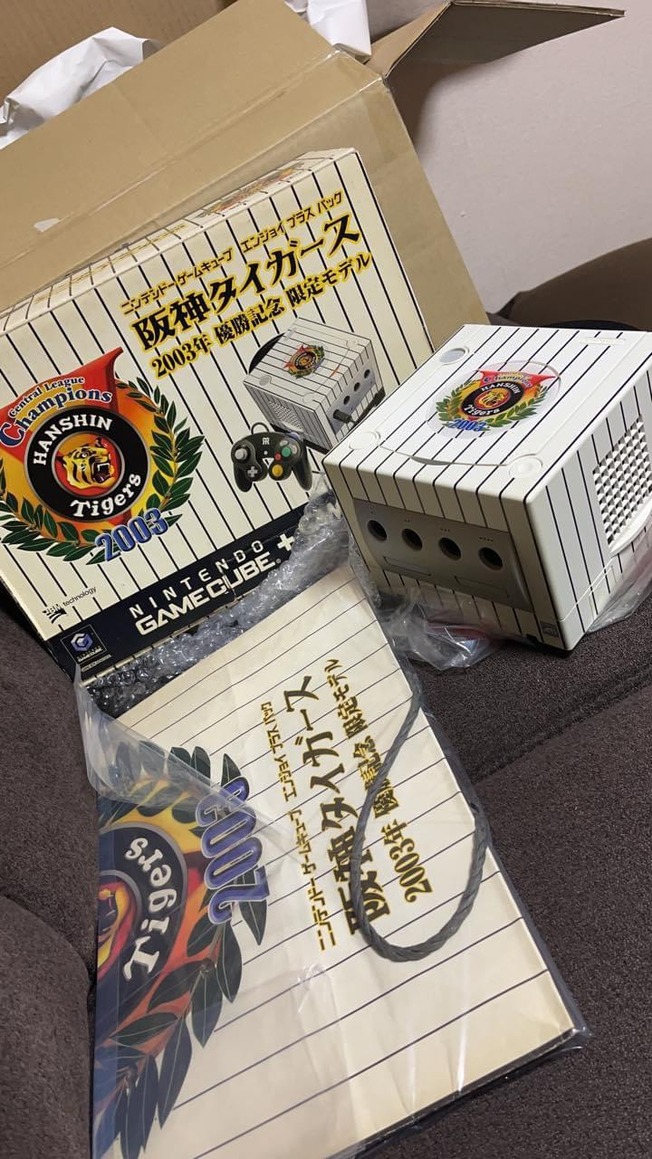 ニンテンドーゲームキューブ エンジョイ プラス パック
阪神タイガース
2003年 優勝記念 限定モデル
Central League
Champions
HANSHIN
Tigers
2003
NINTENDO
GAMECUBE +
technology
Champions
HANSHIN
Tigers
2003
ニンテンドーゲームキューブ エンジョイ プラス パック
阪神タイガース
2003年 記念 限定モデル
Tigers
2003